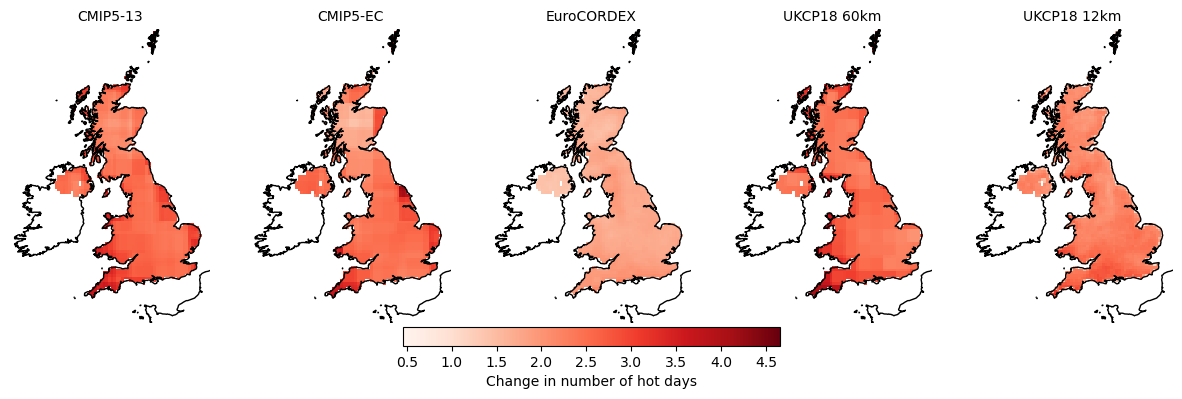 CMIP5-13
CMIP5-EC
EuroCORDEX
UKCP18 60km
UKCP18 12km
0.5 1.0 1.5 2.0 2.5 3.0 3.5 4.0 4.5
Change in number of hot days